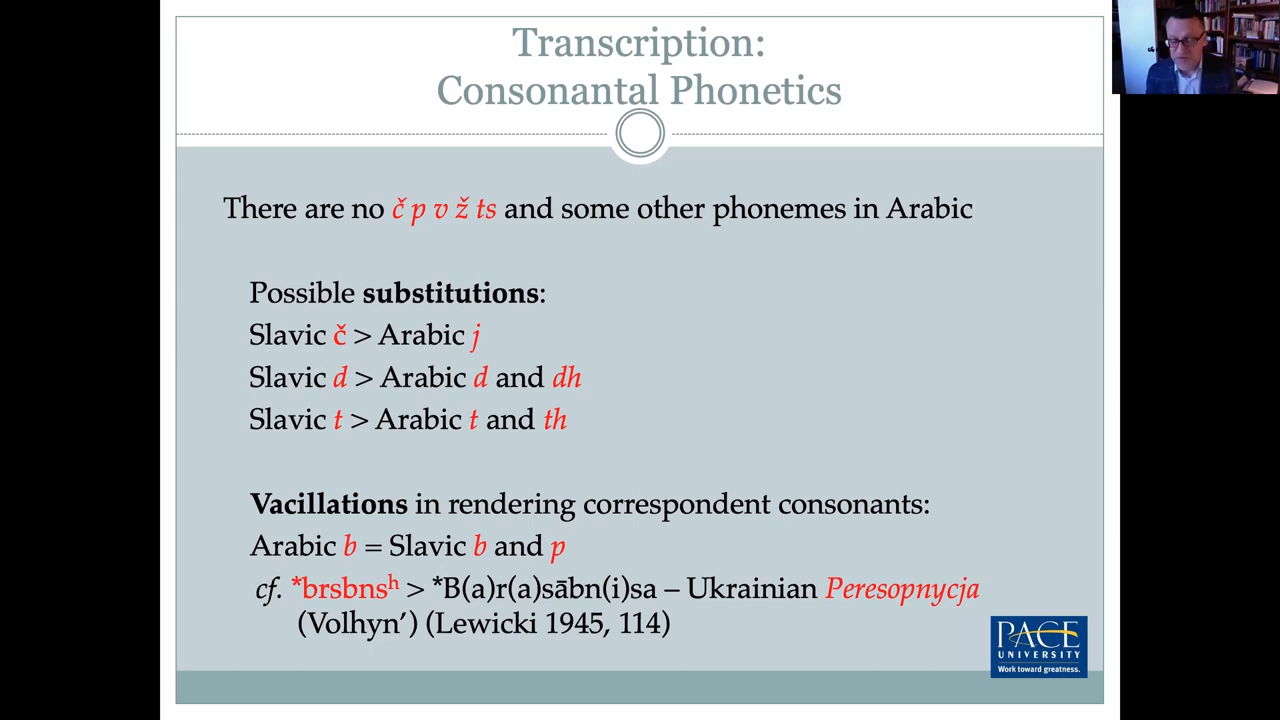 Transcription:
Consonantal Phonetics
There are no č p v ž ts and some other phonemes in Arabic
Possible substitutions:
Slavic č > Arabic j
Slavic d > Arabic d and dh
Slavic t > Arabic t and th
Vacillations in rendering correspondent consonants:
Arabic b = Slavic b and p
cf. *brsbnsʰ > *B(a)r(a)sābn(i)sa – Ukrainian Peresopnycja
(Volhyn’) (Lewicki 1945, 114)
PACE
UNIVERSITY
Work toward greatness.